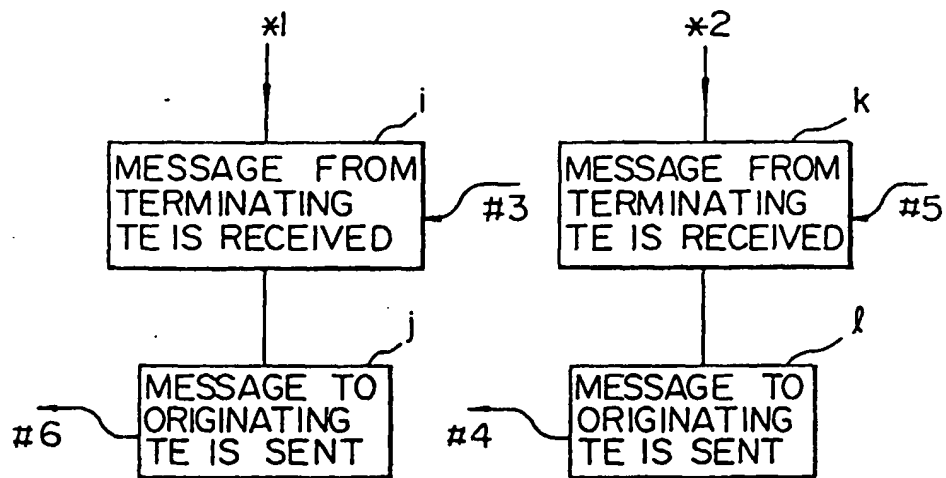 *1
i
MESSAGE FROM
TERMINATING
TE IS RECEIVED
#3
j
MESSAGE TO
ORIGINATING
TE IS SENT
#6
*2
k
MESSAGE FROM
TERMINATING
TE IS RECEIVED
#5
ℓ
MESSAGE TO
ORIGINATING
TE IS SENT
#4